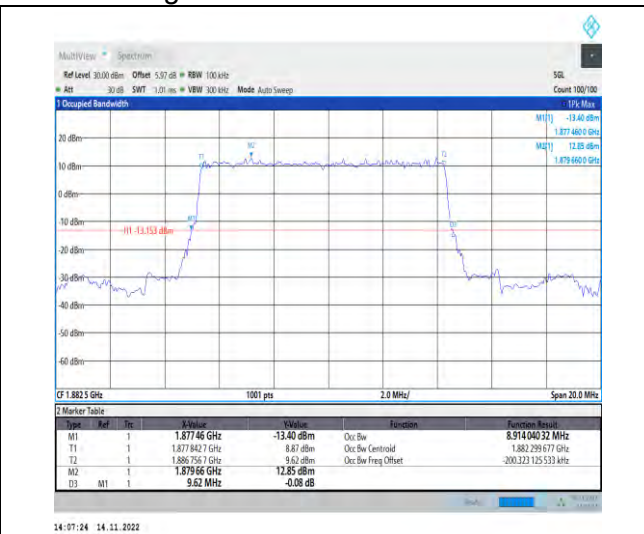 MultiView Spectrum
Ref Level 30.00 dBm Offset 5.97 dB RBW 100 kHz SGL
Att 30 dB SWT 1.01 ms VBW 300 kHz Mode Auto Sweep Count 100/100
1 Occupied Bandwidth 1Pk Max
M1[1] -13.40 dBm
1.877 460 0 GHz
M2[1] 12.85 dBm
1.879 660 0 GHz
20 dBm
T1 M2 T2
10 dBm
0 dBm
-10 dBm
M1 D3
H1 -13.153 dBm
-20 dBm
-30 dBm
-40 dBm
-50 dBm
-60 dBm
CF 1.882 5 GHz 1001 pts 2.0 MHz/ Span 20.0 MHz
2 Marker Table
Type Ref Trc X-Value Y-Value Function Function Result
M1 1 1.877 46 GHz -13.40 dBm Occ Bw 8.914 040 32 MHz
T1 1 1.877 842 7 GHz 8.87 dBm Occ Bw Centroid 1.882 299 677 GHz
T2 1 1.886 756 7 GHz 9.62 dBm Occ Bw Freq Offset -200.323 125 533 kHz
M2 1 1.879 66 GHz 12.85 dBm
D3 M1 1 9.62 MHz -0.08 dB
14:07:24 14.11.2022